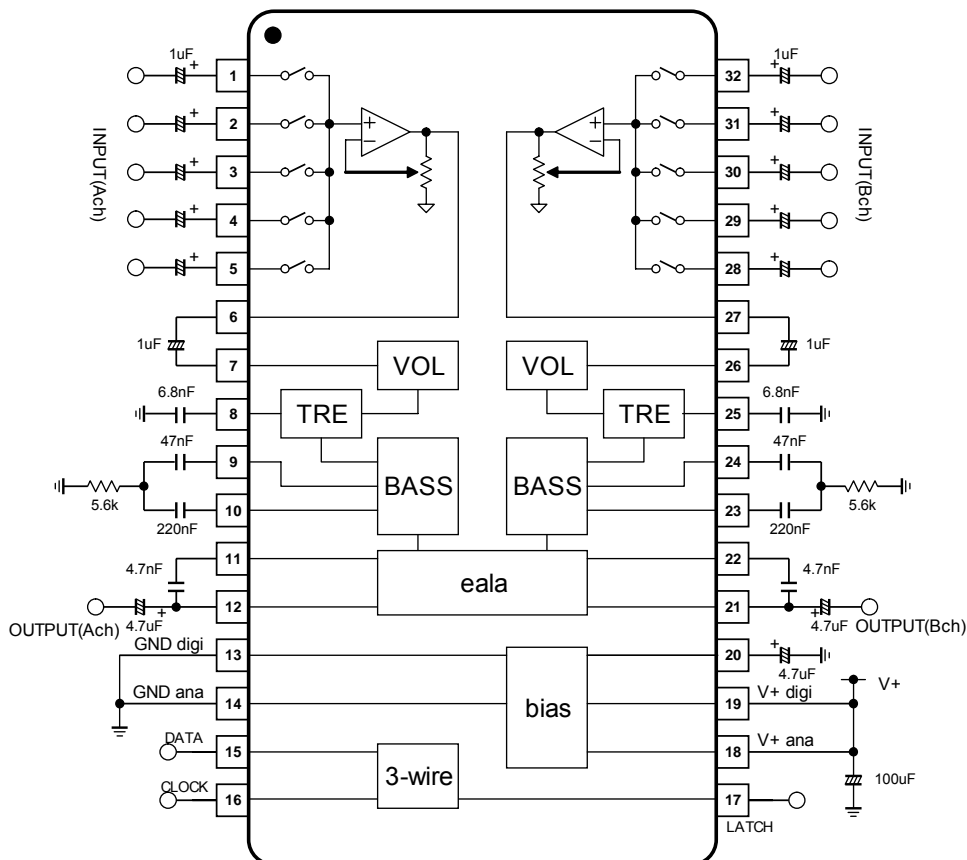 1uF + 1 32 + 1uF
+ 2 31 +
INPUT(Ach) + 3 30 + INPUT(Bch)
+ 4 29 +
+ 5 28 +
+ − − +
6 27
1uF 1uF
7 VOL VOL 26
6.8nF 8 TRE TRE 25 6.8nF
47nF 9 24 47nF
5.6k BASS BASS 5.6k
220nF 10 23 220nF
4.7nF 11 22 4.7nF
eala
OUTPUT(Ach) 4.7uF + 12 21 + 4.7uF OUTPUT(Bch)
GND digi 13 20 + 4.7uF
GND ana 14 bias 19 V+ digi V+
DATA 15 18 V+ ana
3-wire 100uF
CLOCK 16 17 LATCH